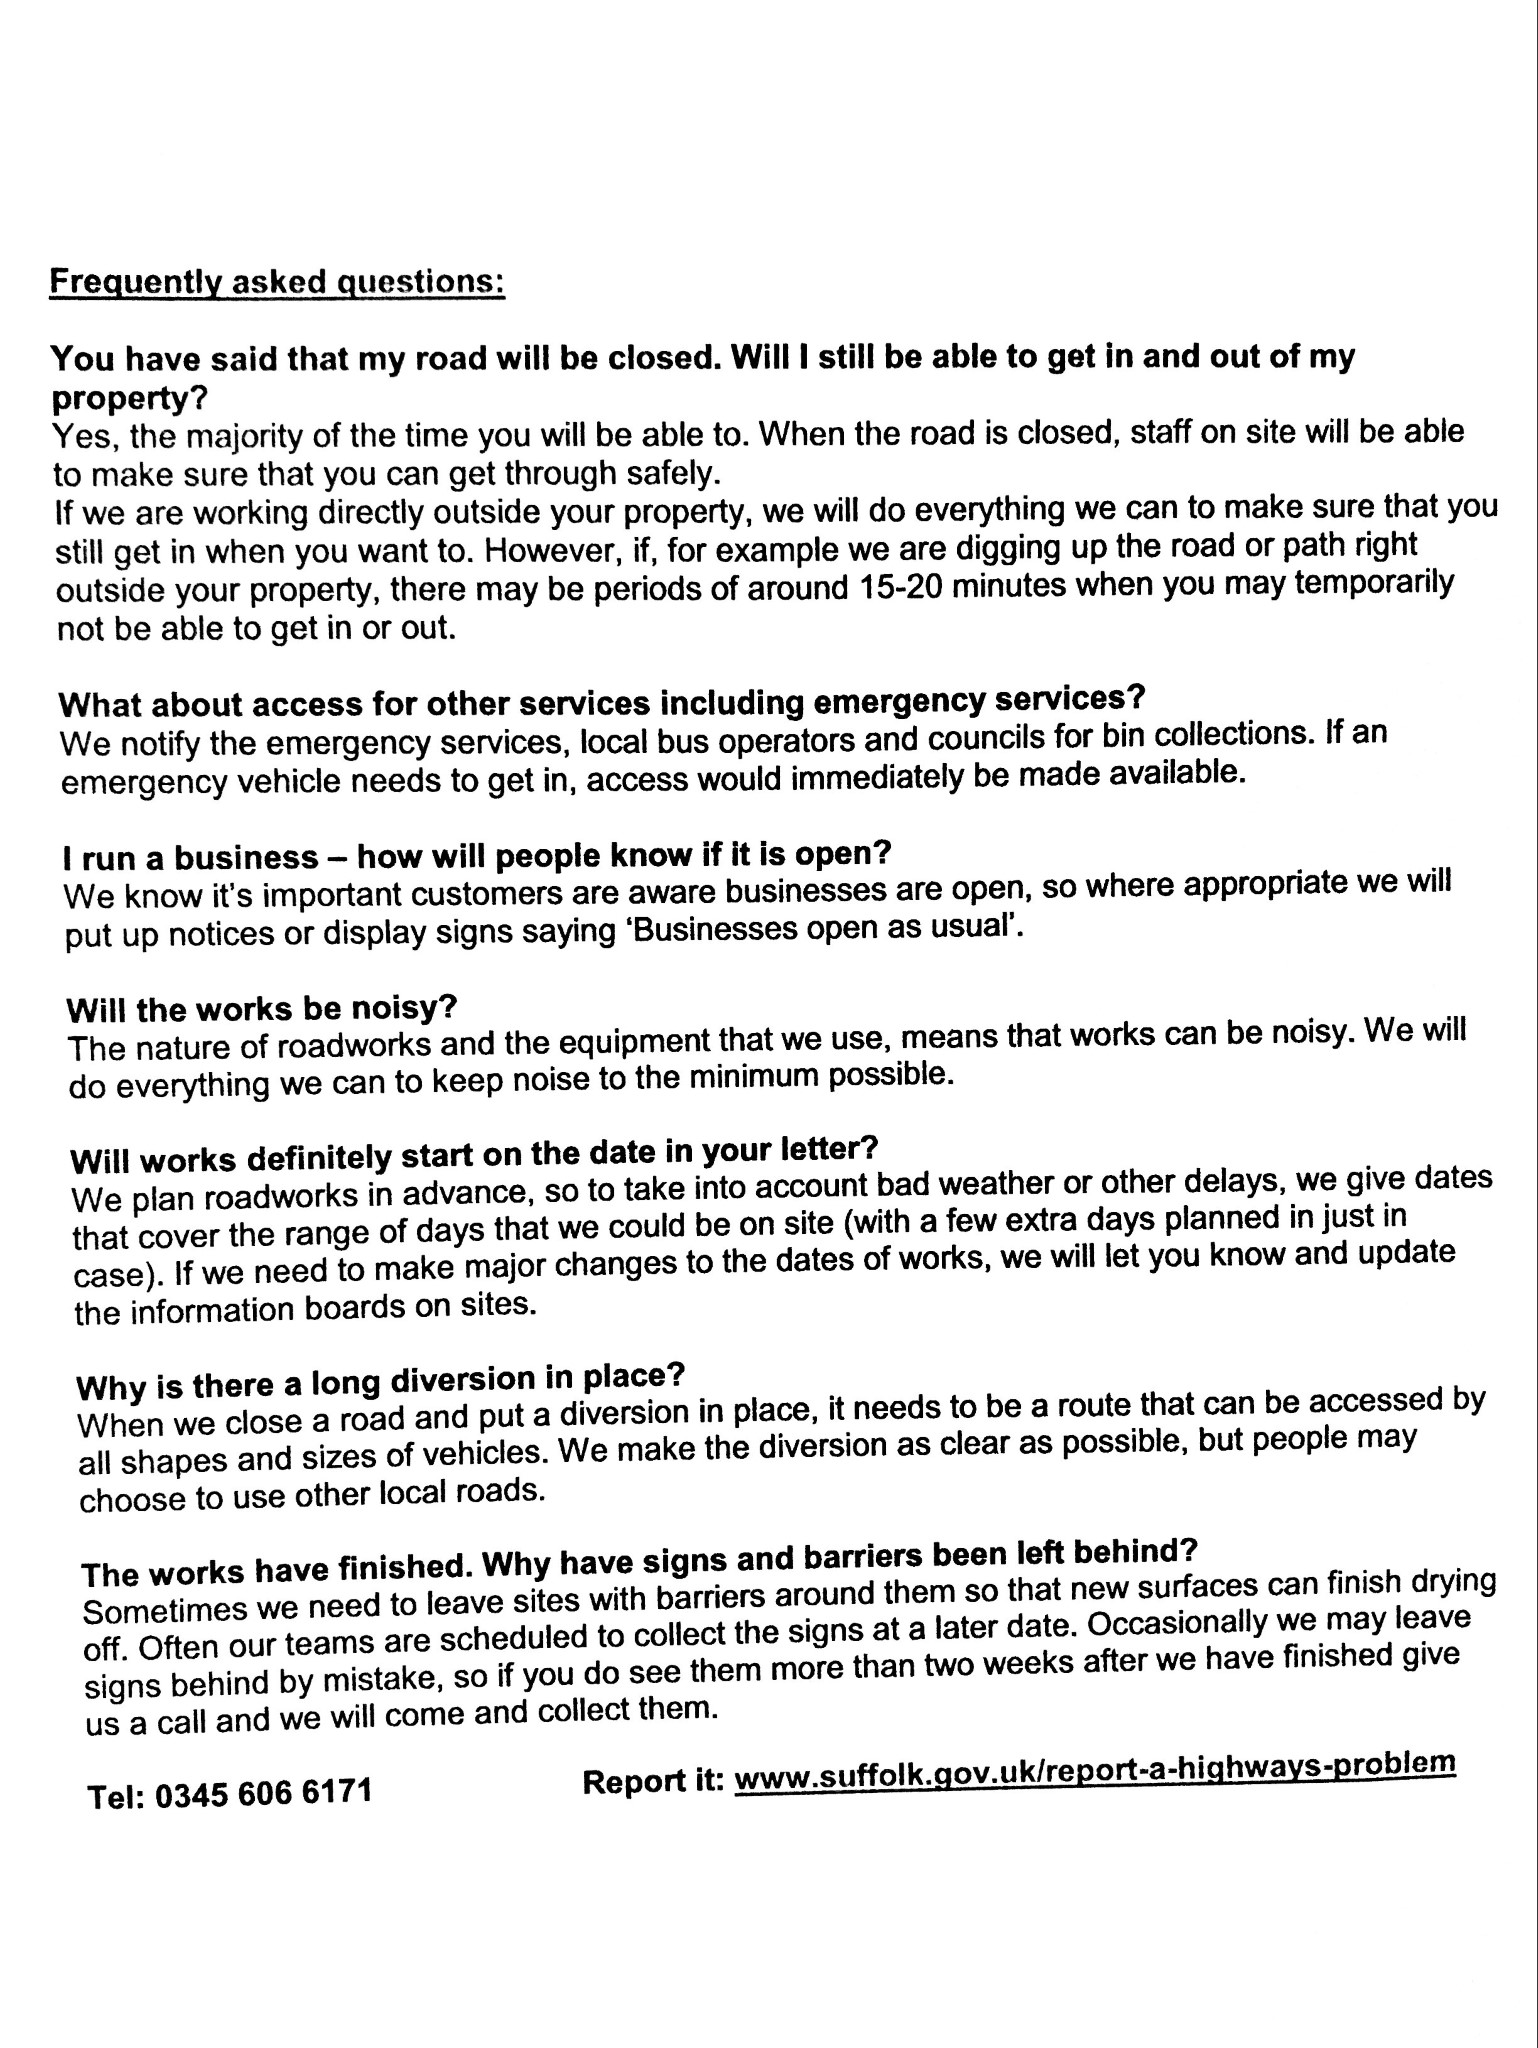 Frequently asked questions:
You have said that my road will be closed. Will I still be able to get in and out of my
property?
Yes, the majority of the time you will be able to. When the road is closed, staff on site will be able
to make sure that you can get through safely.
If we are working directly outside your property, we will do everything we can to make sure that you
still get in when you want to. However, if, for example we are digging up the road or path right
outside your property, there may be periods of around 15-20 minutes when you may temporarily
not be able to get in or out.
What about access for other services including emergency services?
We notify the emergency services, local bus operators and councils for bin collections. If an
emergency vehicle needs to get in, access would immediately be made available.
I run a business – how will people know if it is open?
We know it's important customers are aware businesses are open, so where appropriate we will
put up notices or display signs saying ‘Businesses open as usual’.
Will the works be noisy?
The nature of roadworks and the equipment that we use, means that works can be noisy. We will
do everything we can to keep noise to the minimum possible.
Will works definitely start on the date in your letter?
We plan roadworks in advance, so to take into account bad weather or other delays, we give dates
that cover the range of days that we could be on site (with a few extra days planned in just in
case). If we need to make major changes to the dates of works, we will let you know and update
the information boards on sites.
Why is there a long diversion in place?
When we close a road and put a diversion in place, it needs to be a route that can be accessed by
all shapes and sizes of vehicles. We make the diversion as clear as possible, but people may
choose to use other local roads.
The works have finished. Why have signs and barriers been left behind?
Sometimes we need to leave sites with barriers around them so that new surfaces can finish drying
off. Often our teams are scheduled to collect the signs at a later date. Occasionally we may leave
signs behind by mistake, so if you do see them more than two weeks after we have finished give
us a call and we will come and collect them.
Tel: 0345 606 6171 Report it: www.suffolk.gov.uk/report-a-highways-problem